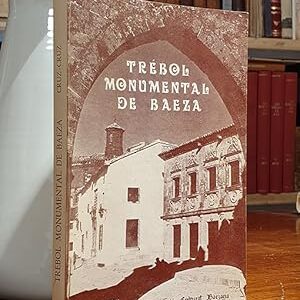 TRÉBOL
MONUMENTAL
DE BAEZA
TRÉBOL MONUMENTAL DE BAEZA CRUZ CRUZ